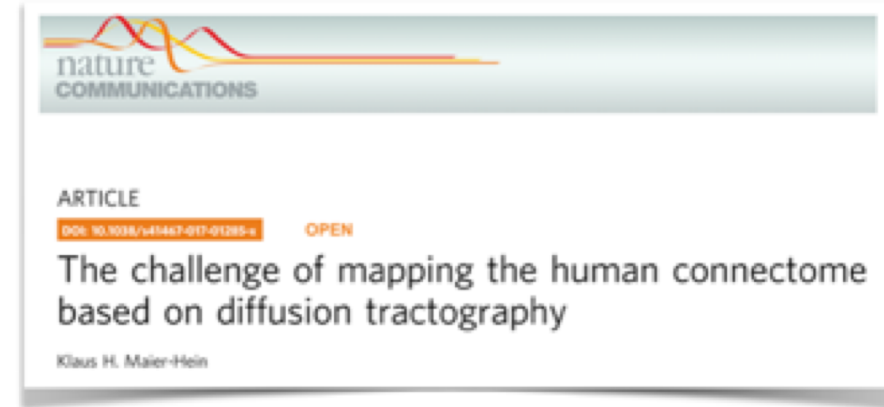 nature
COMMUNICATIONS
ARTICLE
DOI: 10.1038/s41467-017-01285-x OPEN
The challenge of mapping the human connectome
based on diffusion tractography
Klaus H. Maier-Hein